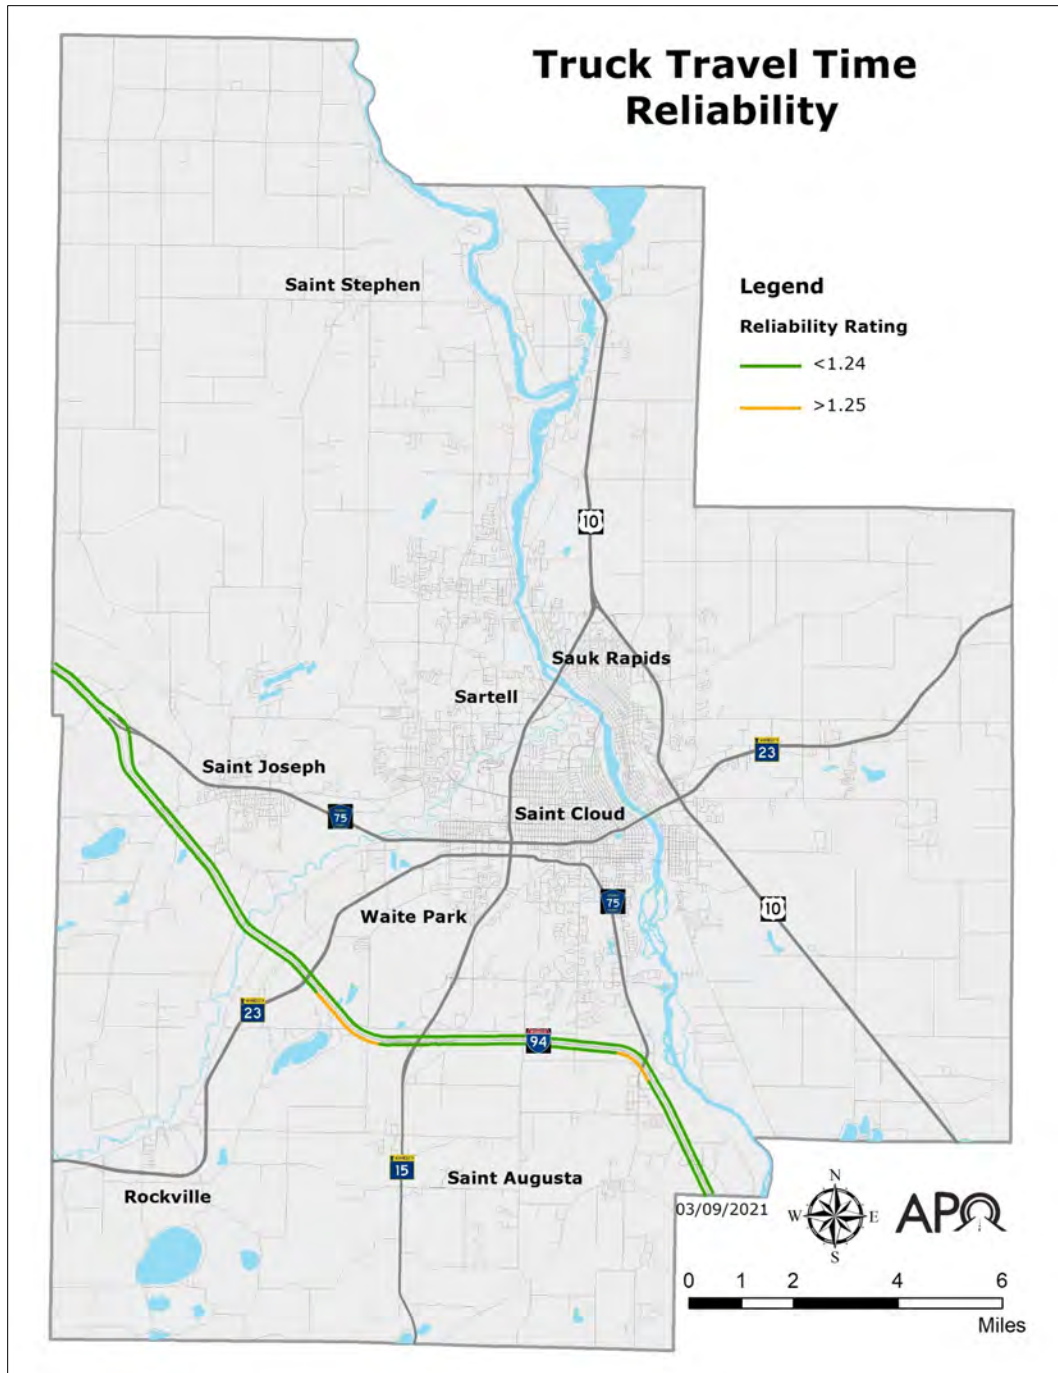 Truck Travel Time
Reliability
Saint Stephen
Legend
Reliability Rating
<1.24
>1.25
10
Sauk Rapids
Sartell
23
Saint Joseph
75
Saint Cloud
75
10
Waite Park
23
94
15
Saint Augusta
Rockville
03/09/2021
N
W
E
S
APO
0 1 2 4 6
Miles